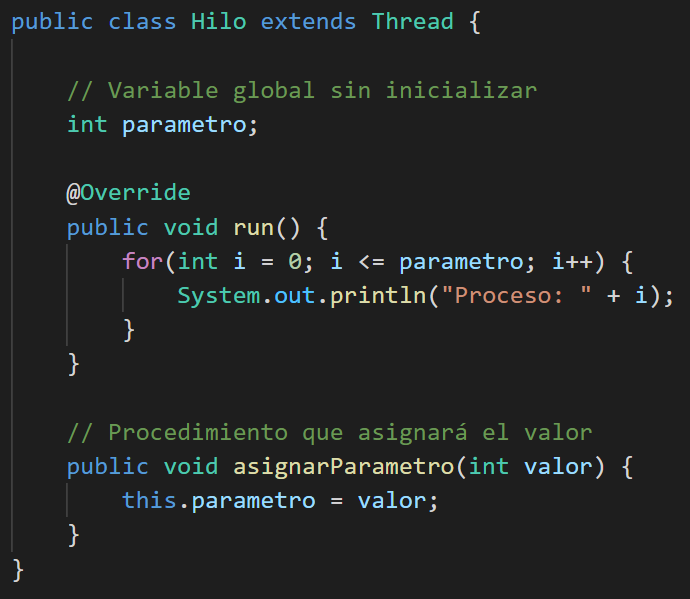 public class Hilo extends Thread {
// Variable global sin inicializar
int parametro;
@Override
public void run() {
for(int i = 0; i <= parametro; i++) {
System.out.println("Proceso: " + i);
}
}
// Procedimiento que asignará el valor
public void asignarParametro(int valor) {
this.parametro = valor;
}
}